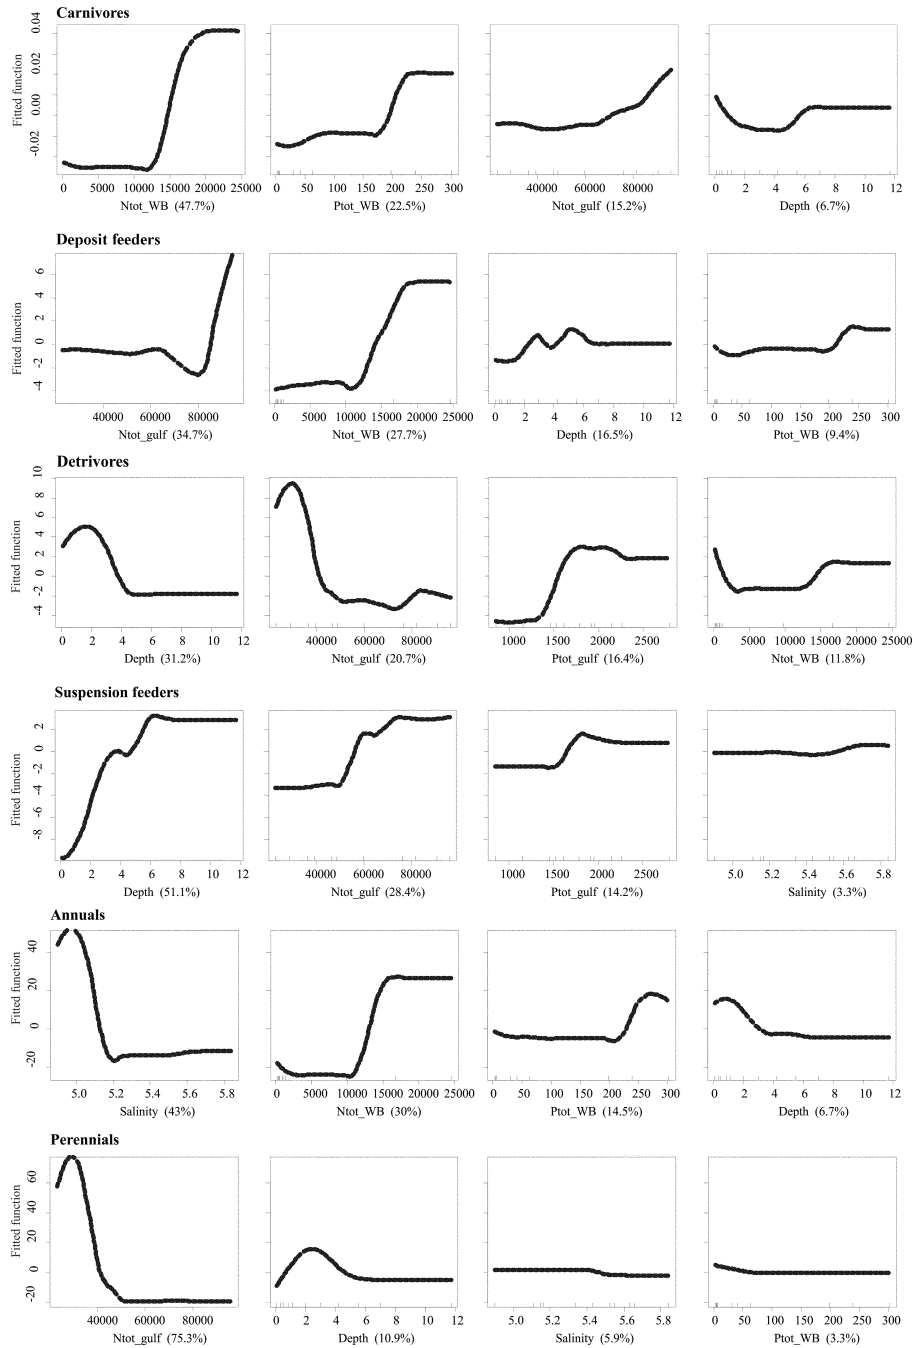 Carnivores
Fitted function
-0.02 0.00 0.02 0.04
0 5000 10000 15000 20000 25000
0 50 100 150 200 250 300
40000 60000 80000
0 2 4 6 8 10 12
Ntot_WB (47.7%)
Ptot_WB (22.5%)
Ntot_gulf (15.2%)
Depth (6.7%)
Deposit feeders
Fitted function
-4 -2 0 2 4 6
40000 60000 80000
0 5000 10000 15000 20000 25000
0 2 4 6 8 10 12
0 50 100 150 200 250 300
Ntot_gulf (34.7%)
Ntot_WB (27.7%)
Depth (16.5%)
Ptot_WB (9.4%)
Detrivores
Fitted function
-4 -2 0 2 4 6 8 10
0 2 4 6 8 10 12
40000 60000 80000
1000 1500 2000 2500
0 5000 10000 15000 20000 25000
Depth (31.2%)
Ntot_gulf (20.7%)
Ptot_gulf (16.4%)
Ntot_WB (11.8%)
Suspension feeders
Fitted function
-8 -6 -4 -2 0 2
0 2 4 6 8 10 12
40000 60000 80000
1000 1500 2000 2500
5.0 5.2 5.4 5.6 5.8
Depth (51.1%)
Ntot_gulf (28.4%)
Ptot_gulf (14.2%)
Salinity (3.3%)
Annuals
Fitted function
-20 0 20 40
5.0 5.2 5.4 5.6 5.8
0 5000 10000 15000 20000 25000
0 50 100 150 200 250 300
0 2 4 6 8 10 12
Salinity (43%)
Ntot_WB (30%)
Ptot_WB (14.5%)
Depth (6.7%)
Perennials
Fitted function
-20 0 20 40 60
40000 60000 80000
0 2 4 6 8 10 12
5.0 5.2 5.4 5.6 5.8
0 50 100 150 200 250 300
Ntot_gulf (75.3%)
Depth (10.9%)
Salinity (5.9%)
Ptot_WB (3.3%)